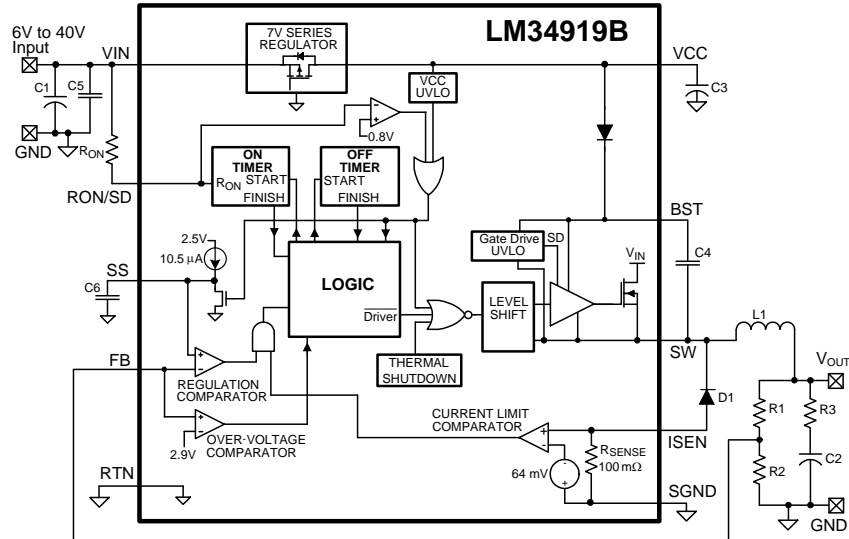 LM34919B
6V to 40V
Input
VIN
7V SERIES
REGULATOR
VCC
UVLO
VCC
C1
C5
C3
GND
RON
RON/SD
0.8V
ON
TIMER
RON
START
FINISH
OFF
TIMER
START
FINISH
BST
2.5V
10.5 µA
SS
C6
LOGIC
Driver
Gate Drive
UVLO
SD
VIN
C4
LEVEL
SHIFT
THERMAL
SHUTDOWN
SW
L1
VOUT
FB
REGULATION
COMPARATOR
OVER-VOLTAGE
COMPARATOR
2.9V
CURRENT LIMIT
COMPARATOR
D1
ISEN
R1
R3
R2
C2
RSENSE
100 mΩ
64 mV
RTN
SGND
GND